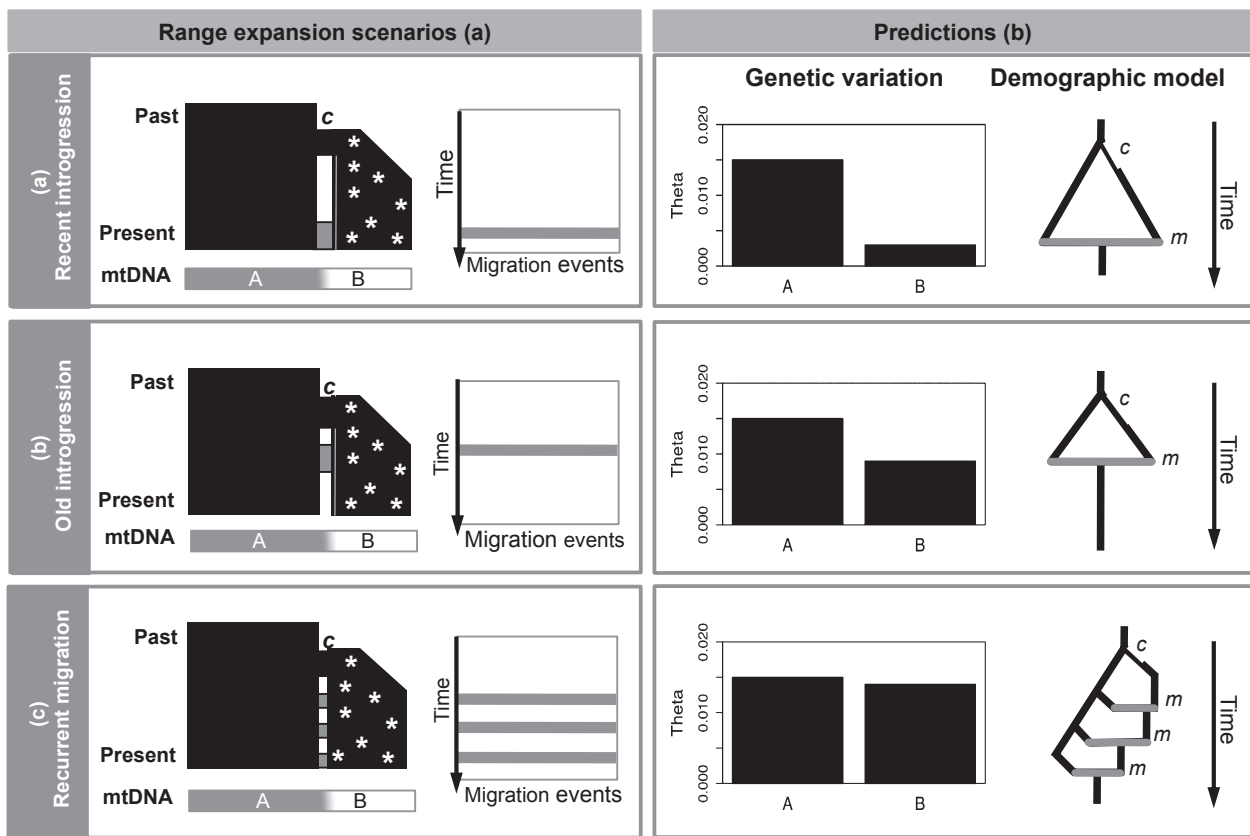 Range expansion scenarios (a)
Predictions (b)
(a)
Recent introgression
Past
c
Present
mtDNA
A
B
Time
Migration events
Genetic variation
Demographic model
Theta
0.020
0.010
0.000
A
B
c
m
Time
(b)
Old introgression
Past
c
Present
mtDNA
A
B
Time
Migration events
Theta
0.020
0.010
0.000
A
B
c
m
Time
(c)
Recurrent migration
Past
c
Present
mtDNA
A
B
Time
Migration events
Theta
0.020
0.010
0.000
A
B
c
m
m
m
Time